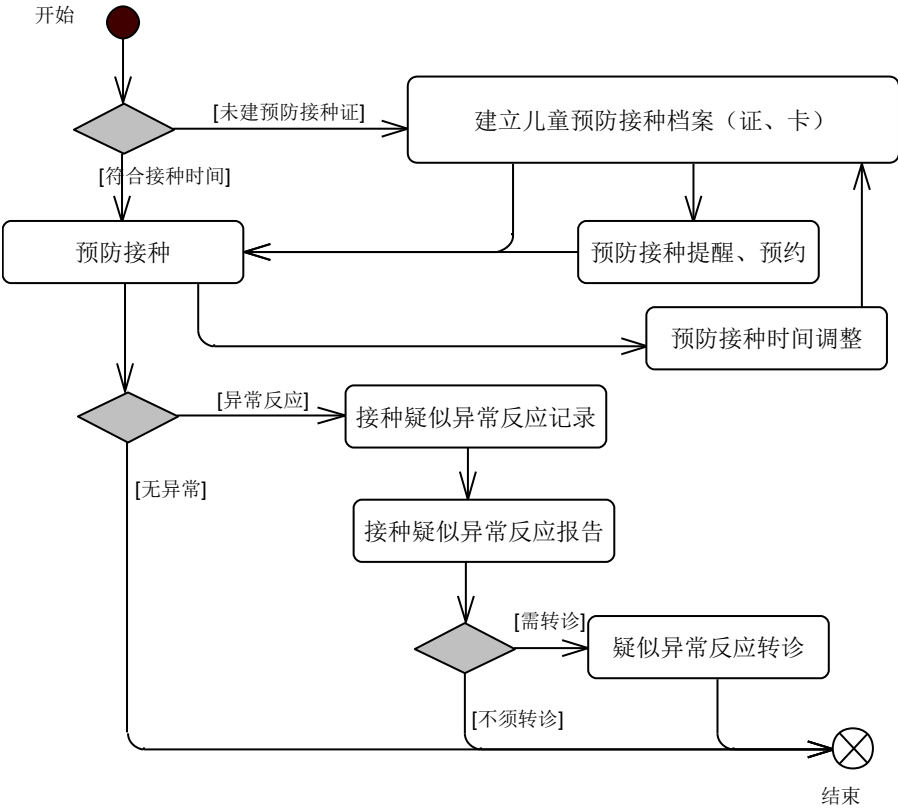 开始
[未建预防接种证]
建立儿童预防接种档案（证、卡）
[符合接种时间]
预防接种
预防接种提醒、预约
预防接种时间调整
[异常反应]
接种疑似异常反应记录
[无异常]
接种疑似异常反应报告
[需转诊]
疑似异常反应转诊
[不须转诊]
结束